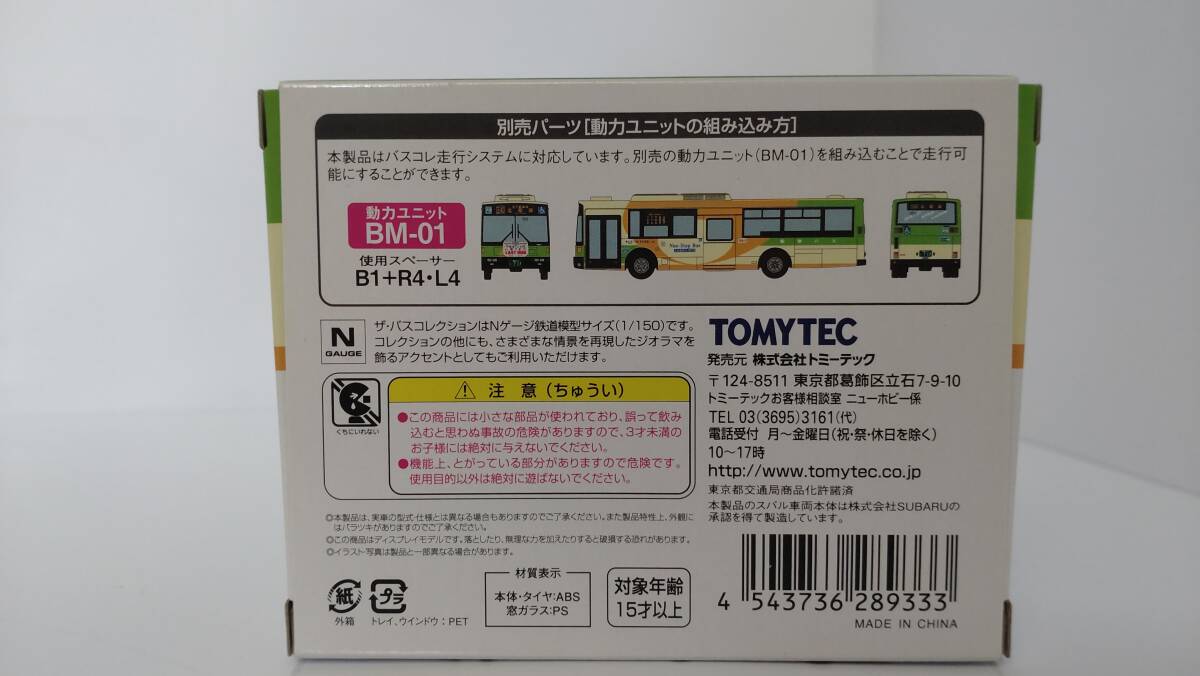 別売パーツ[動力ユニットの組み込み方]
本製品はバスコレ走行システムに対応しています。別売の動力ユニット(BM-01)を組み込むことで走行可
能にすることができます。
動力ユニット
BM-01
使用スペーサー
B1+R4・L4
Non-Step Bus
N
GAUGE
ザ・バスコレクションはNゲージ鉄道模型サイズ(1/150)です。
コレクションの他にも、さまざまな情景を再現したジオラマを
飾るアクセントとしてもご利用いただけます。
くちにいれない
注 意(ちゅうい)
●この商品には小さな部品が使われており、誤って飲み
込むと思わぬ事故の危険がありますので、3才未満の
お子様には絶対に与えないでください。
●機能上、とがっている部分がありますので危険です。
使用目的以外は絶対に遊ばないでください。
◎本製品は、実車の型式・仕様とは異なる場合もありますのでご了承ください。また製品特性上、外観に
はバラツキがありますのでご了承ください。
◎この商品はディスプレイモデルです。落としたり、無理な力を加えたりすると破損する恐れがあります。
◎イラスト・写真は製品と一部異なる場合があります。
紙
外箱
プラ
トレイ、ウインドウ:PET
材質表示
本体・タイヤ:ABS
窓ガラス:PS
対象年齢
15才以上
TOMYTEC
発売元 株式会社トミーテック
〒124-8511 東京都葛飾区立石7-9-10
トミーテックお客様相談室 ニューホビー係
TEL 03(3695)3161(代)
電話受付 月~金曜日(祝・祭・休日を除く)
10~17時
http://www.tomytec.co.jp
東京都交通局商品化許諾済
本製品のスバル車両本体は株式会社SUBARUの
承認を得て製造しています。
4 543736 289333
MADE IN CHINA